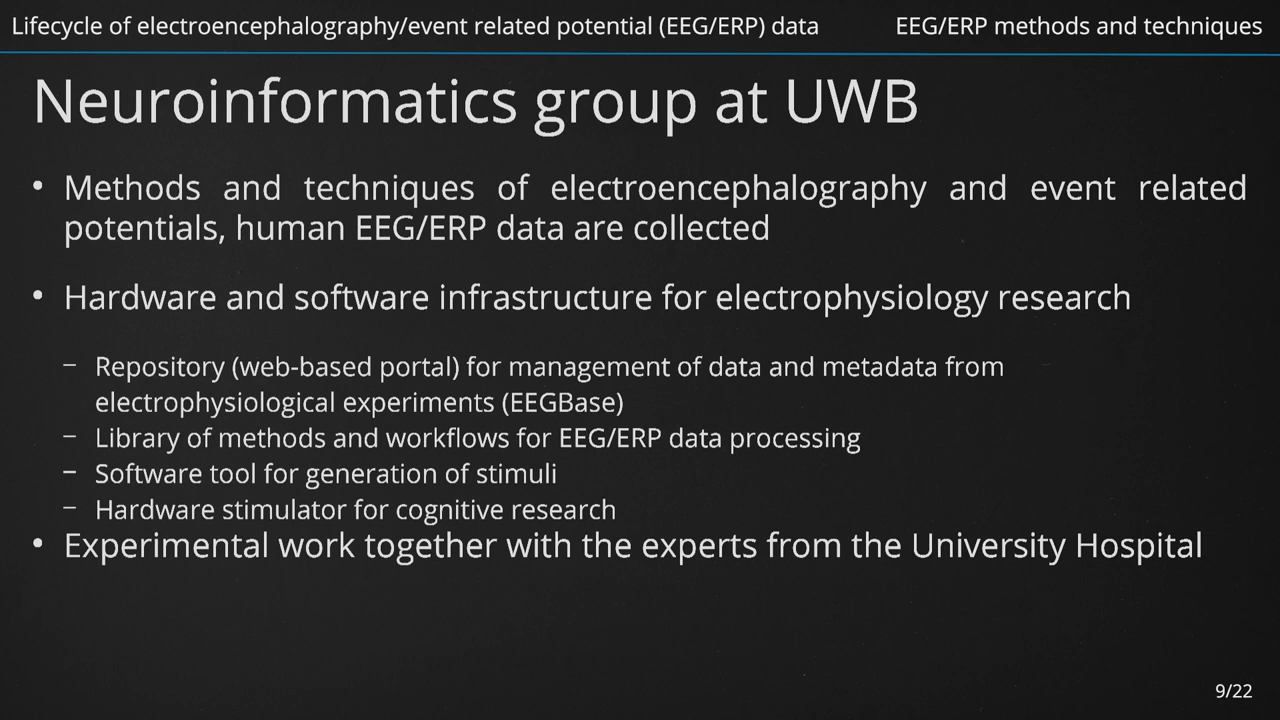 Lifecycle of electroencephalography/event related potential (EEG/ERP) data
EEG/ERP methods and techniques
Neuroinformatics group at UWB
• Methods and techniques of electroencephalography and event related
potentials, human EEG/ERP data are collected
• Hardware and software infrastructure for electrophysiology research
– Repository (web-based portal) for management of data and metadata from
electrophysiological experiments (EEGBase)
– Library of methods and workflows for EEG/ERP data processing
– Software tool for generation of stimuli
– Hardware stimulator for cognitive research
• Experimental work together with the experts from the University Hospital
9/22